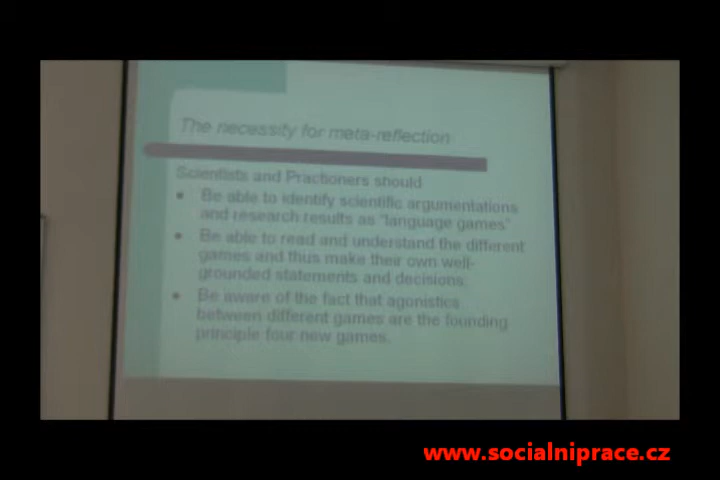 The necessity for meta-reflection
Scientists and Practioners should
Be able to identify scientific argumentations
and research results as "language games"
Be able to read and understand the different
games and thus make their own well-
grounded statements and decisions.
Be aware of the fact that agonistics
between different games are the founding
principle four new games.
www.socialniprace.cz